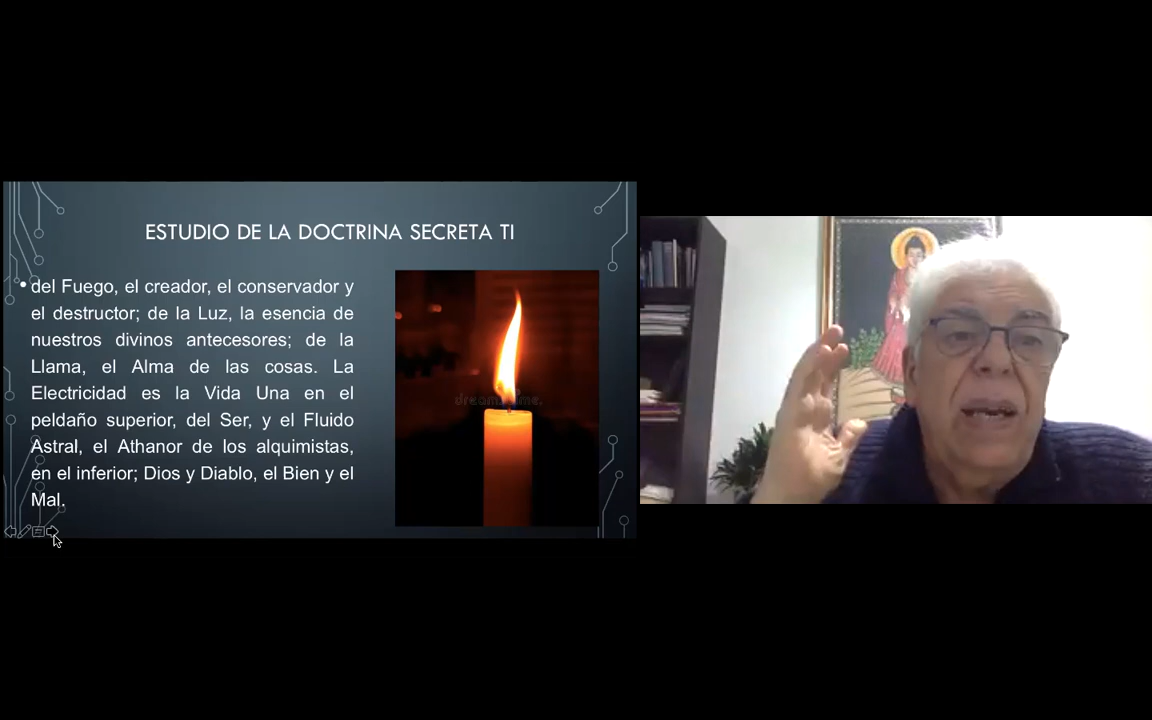 ESTUDIO DE LA DOCTRINA SECRETA TI
• del Fuego, el creador, el conservador y
el destructor; de la Luz, la esencia de
nuestros divinos antecesores; de la
Llama, el Alma de las cosas. La
Electricidad es la Vida Una en el
peldaño superior, del Ser, y el Fluido
Astral, el Athanor de los alquimistas,
en el inferior; Dios y Diablo, el Bien y el
Mal.